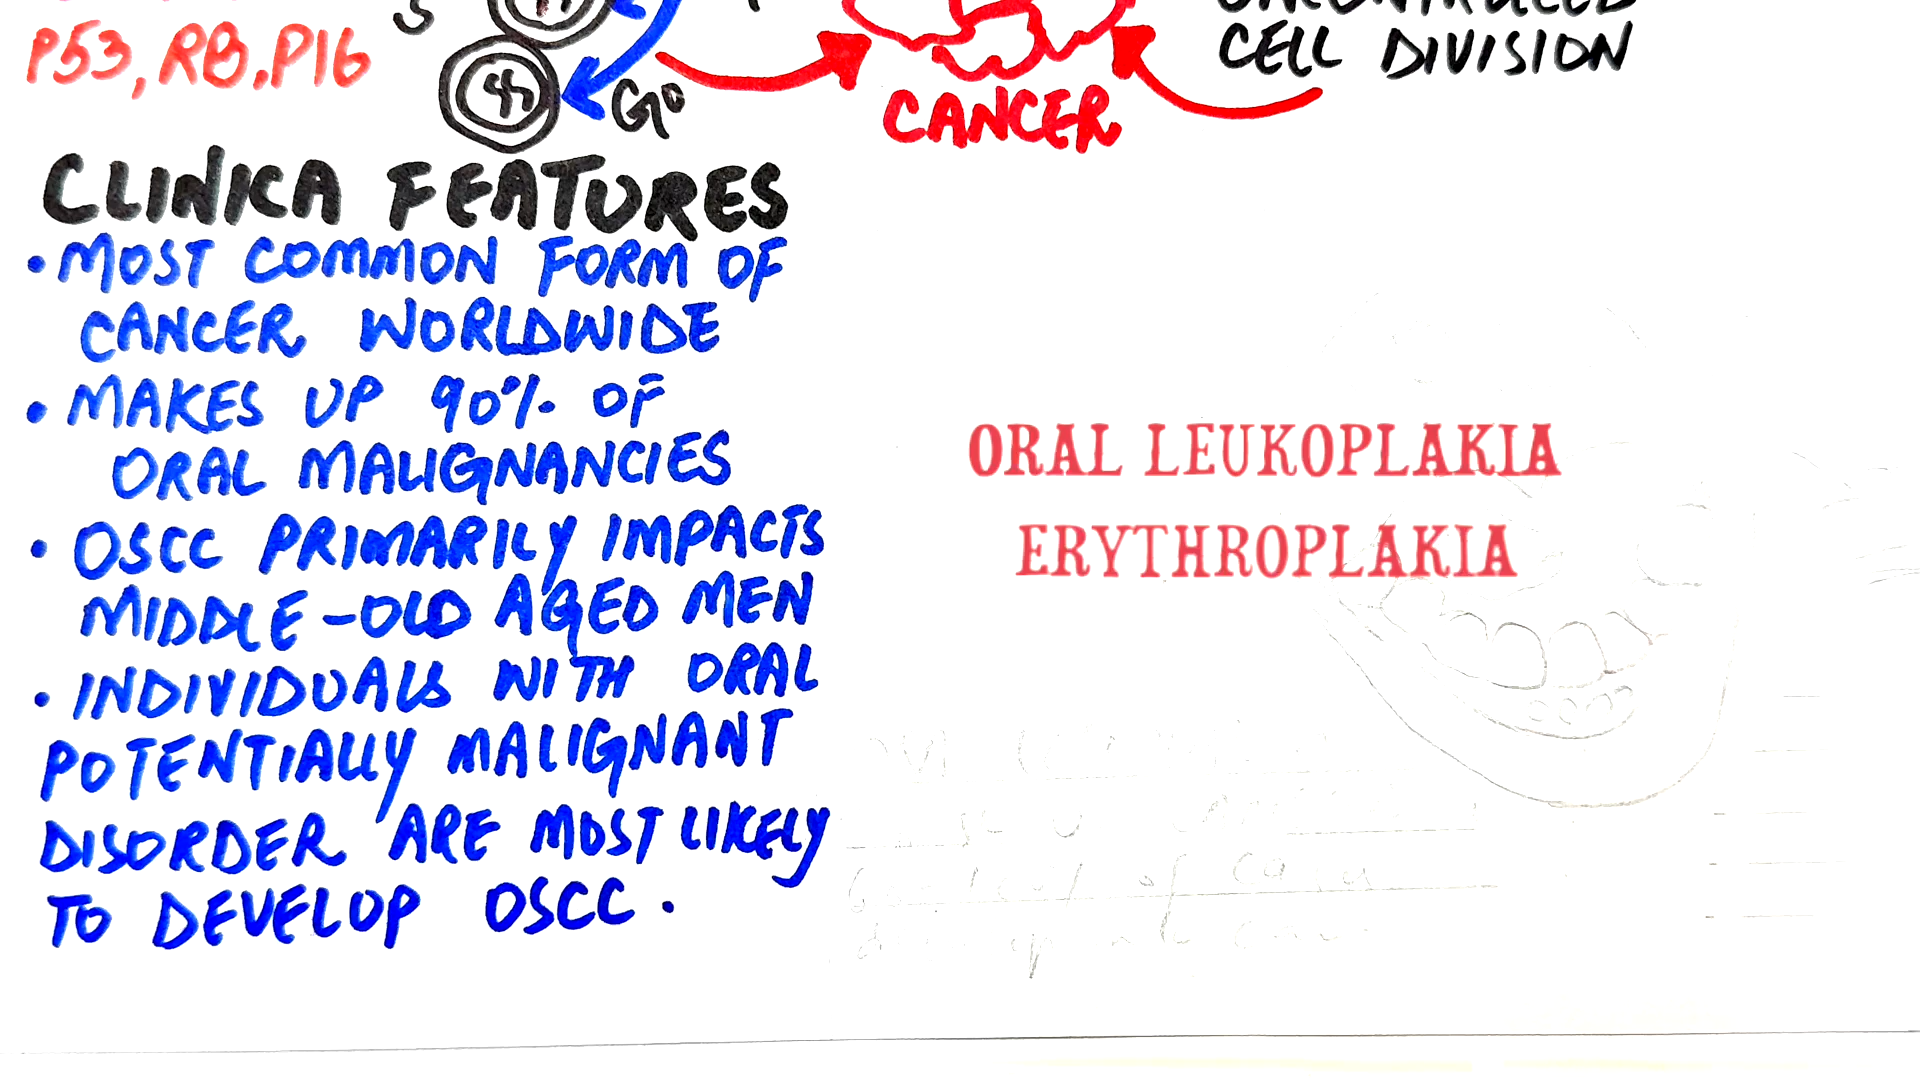 P53, RB, P16
S
G°
CELL DIVISION
CANCER
CLINICA FEATURES
• MOST COMMON FORM OF
CANCER WORLDWIDE
• MAKES UP 90% OF
ORAL MALIGNANCIES
• OSCC PRIMARILY IMPACTS
MIDDLE-OLD AGED MEN
• INDIVIDUALS WITH ORAL
POTENTIALLY MALIGNANT
DISORDER ARE MOST LIKELY
TO DEVELOP OSCC.
ORAL LEUKOPLAKIA
ERYTHROPLAKIA